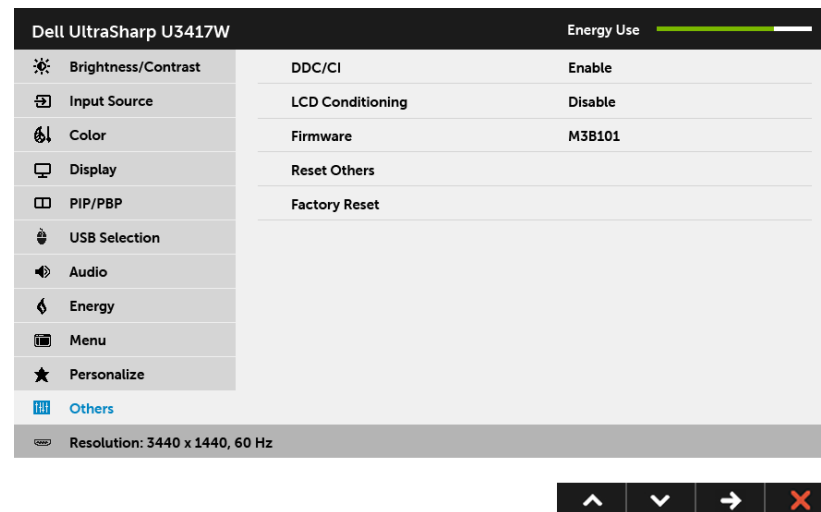 Dell UltraSharp U3417W Energy Use
Brightness/Contrast DDC/CI Enable
Input Source LCD Conditioning Disable
Color Firmware M3B101
Display Reset Others
PIP/PBP Factory Reset
USB Selection
Audio
Energy
Menu
Personalize
Others
Resolution: 3440 x 1440, 60 Hz